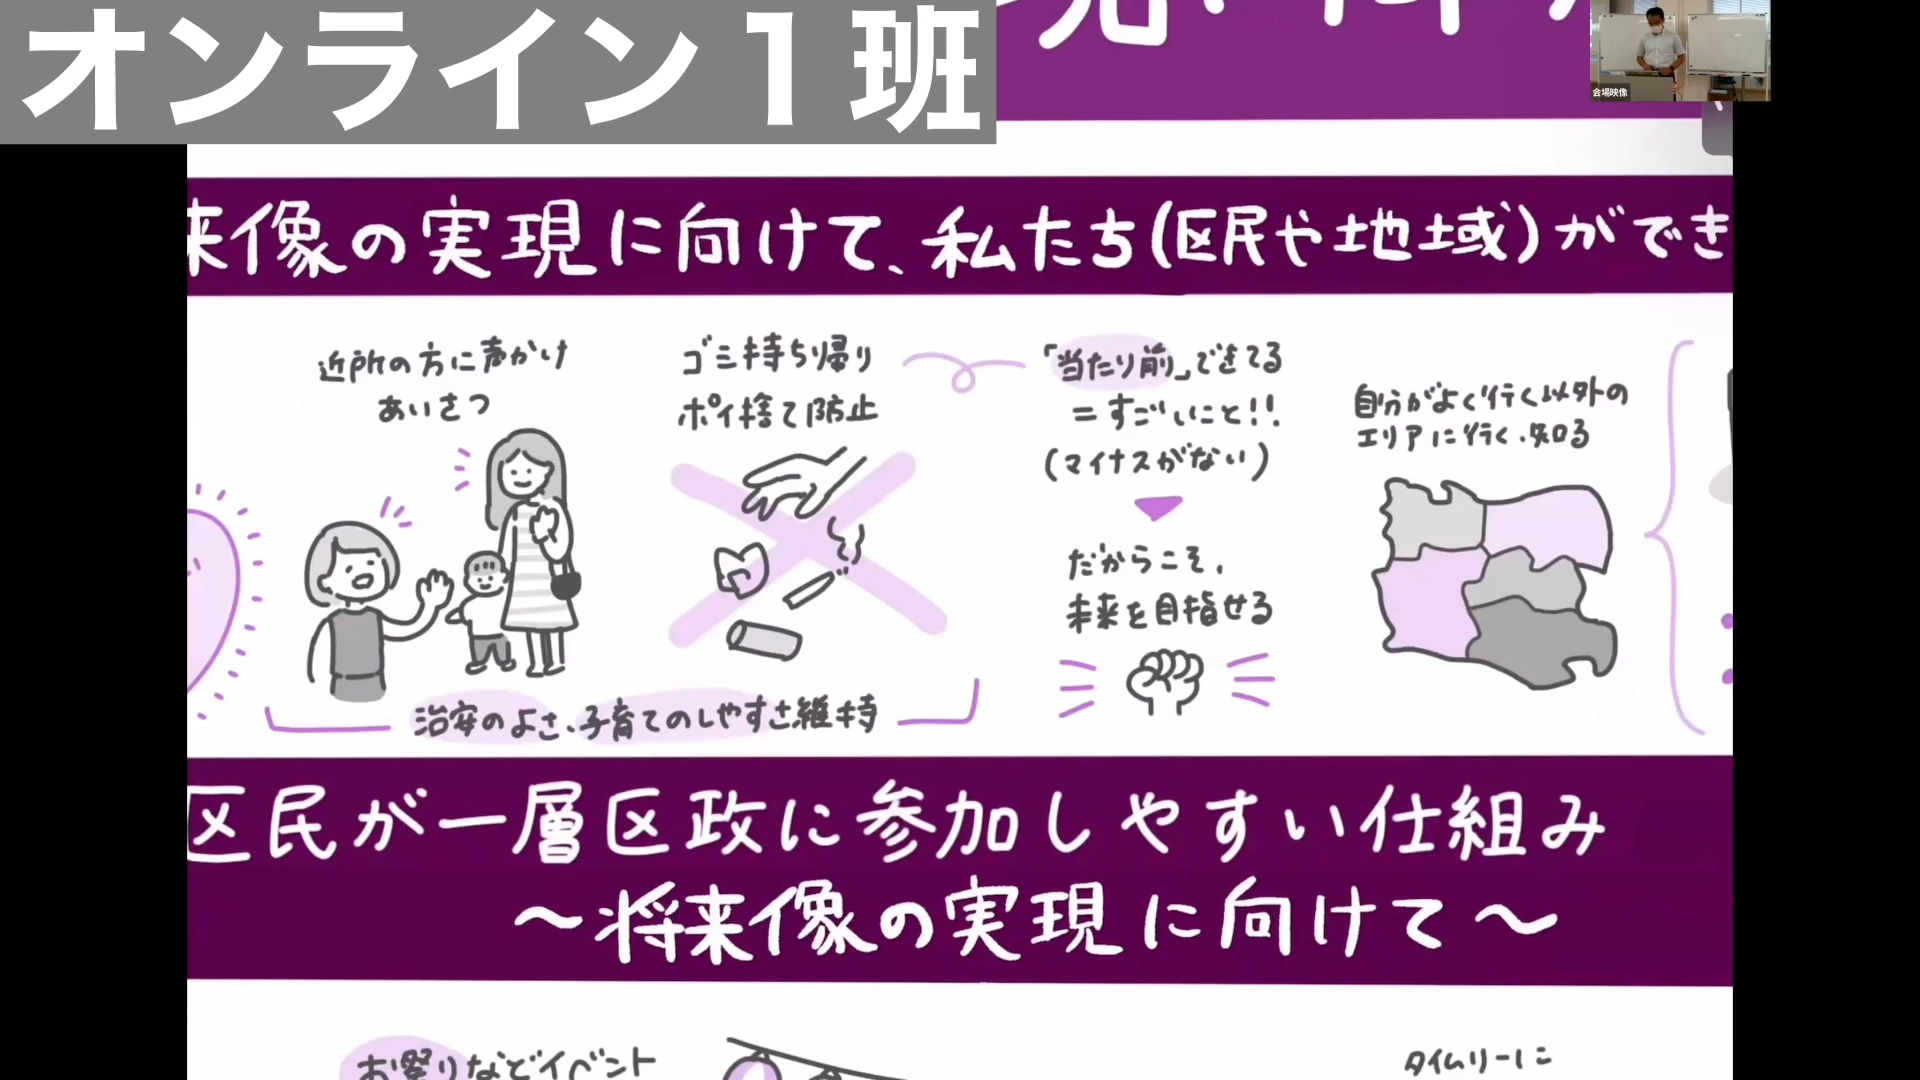 オンライン1班
会場映像
来像の実現に向けて、私たち(区民や地域)ができ
近所の方に声かけ
あいさつ
ゴミ持ち帰り
ポイ捨て防止
「当たり前」できてる
=すごいこと!!
(マイナスがない)
だからこそ、
未来を目指せる
自分がよく行く以外の
エリアに行く、知る
治安のよさ、子育てのしやすさ維持
区民が一層区政に参加しやすい仕組み
〜将来像の実現に向けて〜
お祭りなどイベント
タイムリーに